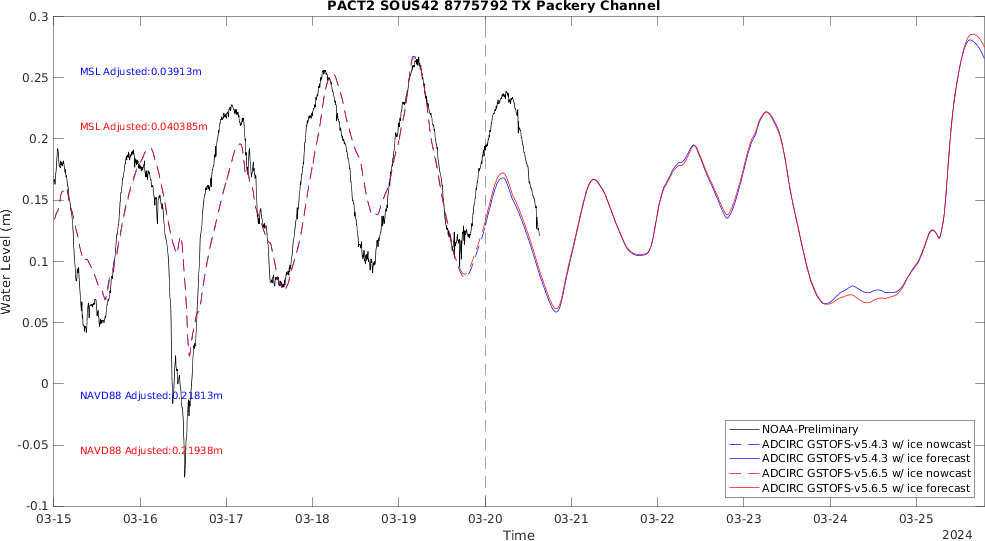 PACT2 SOUS42 8775792 TX Packery Channel
Water Level (m)
0.3
0.25
0.2
0.15
0.1
0.05
0
-0.05
-0.1
MSL Adjusted:0.03913m
MSL Adjusted:0.040385m
NAVD88 Adjusted:0.21813m
NAVD88 Adjusted:0.21938m
NOAA-Preliminary
ADCIRC GSTOFS-v5.4.3 w/ ice nowcast
ADCIRC GSTOFS-v5.4.3 w/ ice forecast
ADCIRC GSTOFS-v5.6.5 w/ ice nowcast
ADCIRC GSTOFS-v5.6.5 w/ ice forecast
03-15 03-16 03-17 03-18 03-19 03-20 03-21 03-22 03-23 03-24 03-25
Time
2024